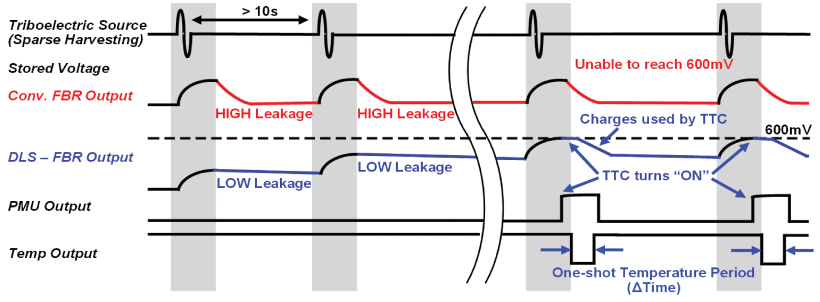 Triboelectric Source
(Sparse Harvesting)
> 10s
Stored Voltage
Unable to reach 600mV
Conv. FBR Output
HIGH Leakage
HIGH Leakage
Charges used by TTC
600mV
DLS – FBR Output
LOW Leakage
LOW Leakage
TTC turns “ON”
PMU Output
Temp Output
One-shot Temperature Period
(ΔTime)